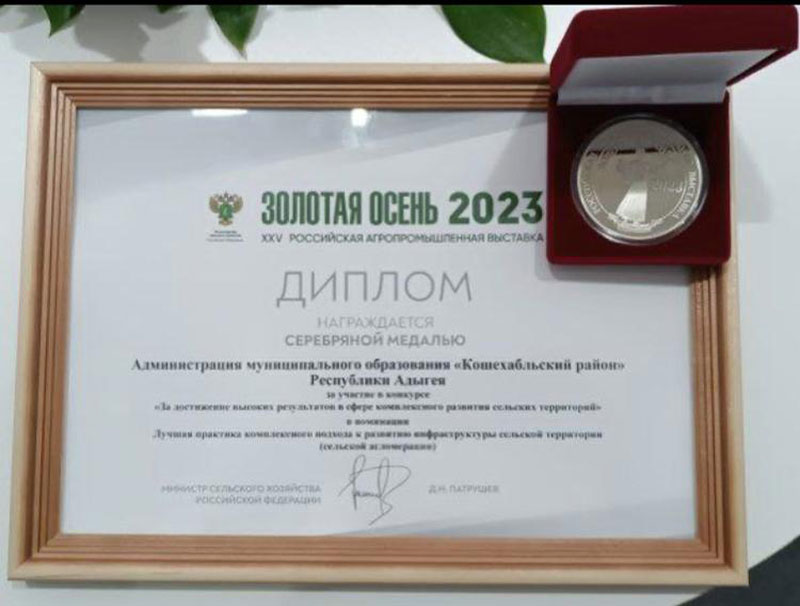 ЗОЛОТАЯ ОСЕНЬ 2023
XXV РОССИЙСКАЯ АГРОПРОМЫШЛЕННАЯ ВЫСТАВКА
ДИПЛОМ
НАГРАЖДАЕТСЯ
СЕРЕБРЯНОЙ МЕДАЛЬЮ
Администрация муниципального образования «Кошехабльский район»
Республики Адыгея
за участие в конкурсе
«За достижение высоких результатов в сфере комплексного развития сельских территорий»
в номинации
Лучшая практика комплексного подхода к развитию инфраструктуры сельской территории
(сельской агломерации)
МИНИСТР СЕЛЬСКОГО ХОЗЯЙСТВА
РОССИЙСКОЙ ФЕДЕРАЦИИ
Д.Н. ПАТРУШЕВ
ВЫСТАВКА